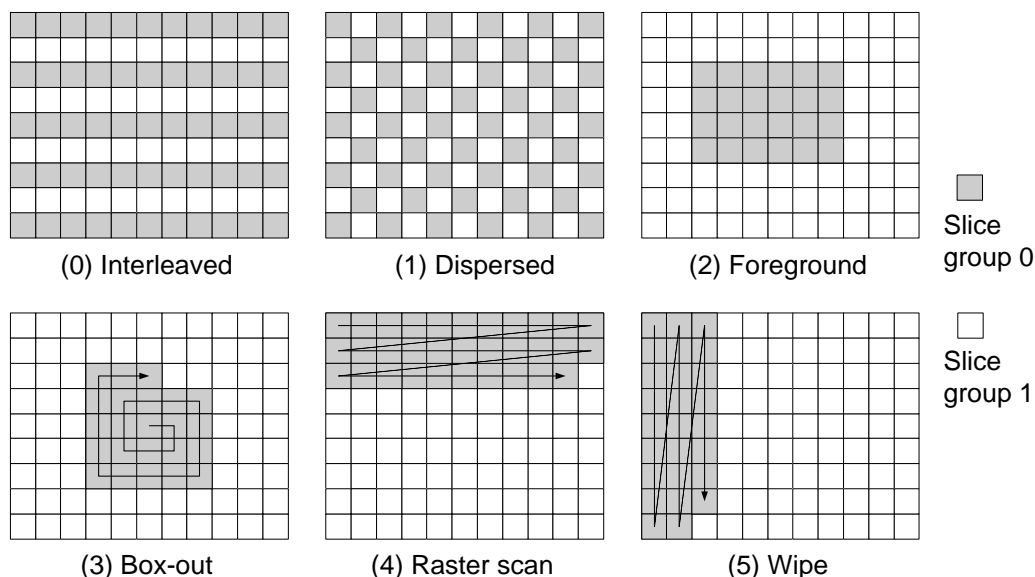 (0) Interleaved
(1) Dispersed
(2) Foreground
Slice
group 0
Slice
group 1
(3) Box-out
(4) Raster scan
(5) Wipe